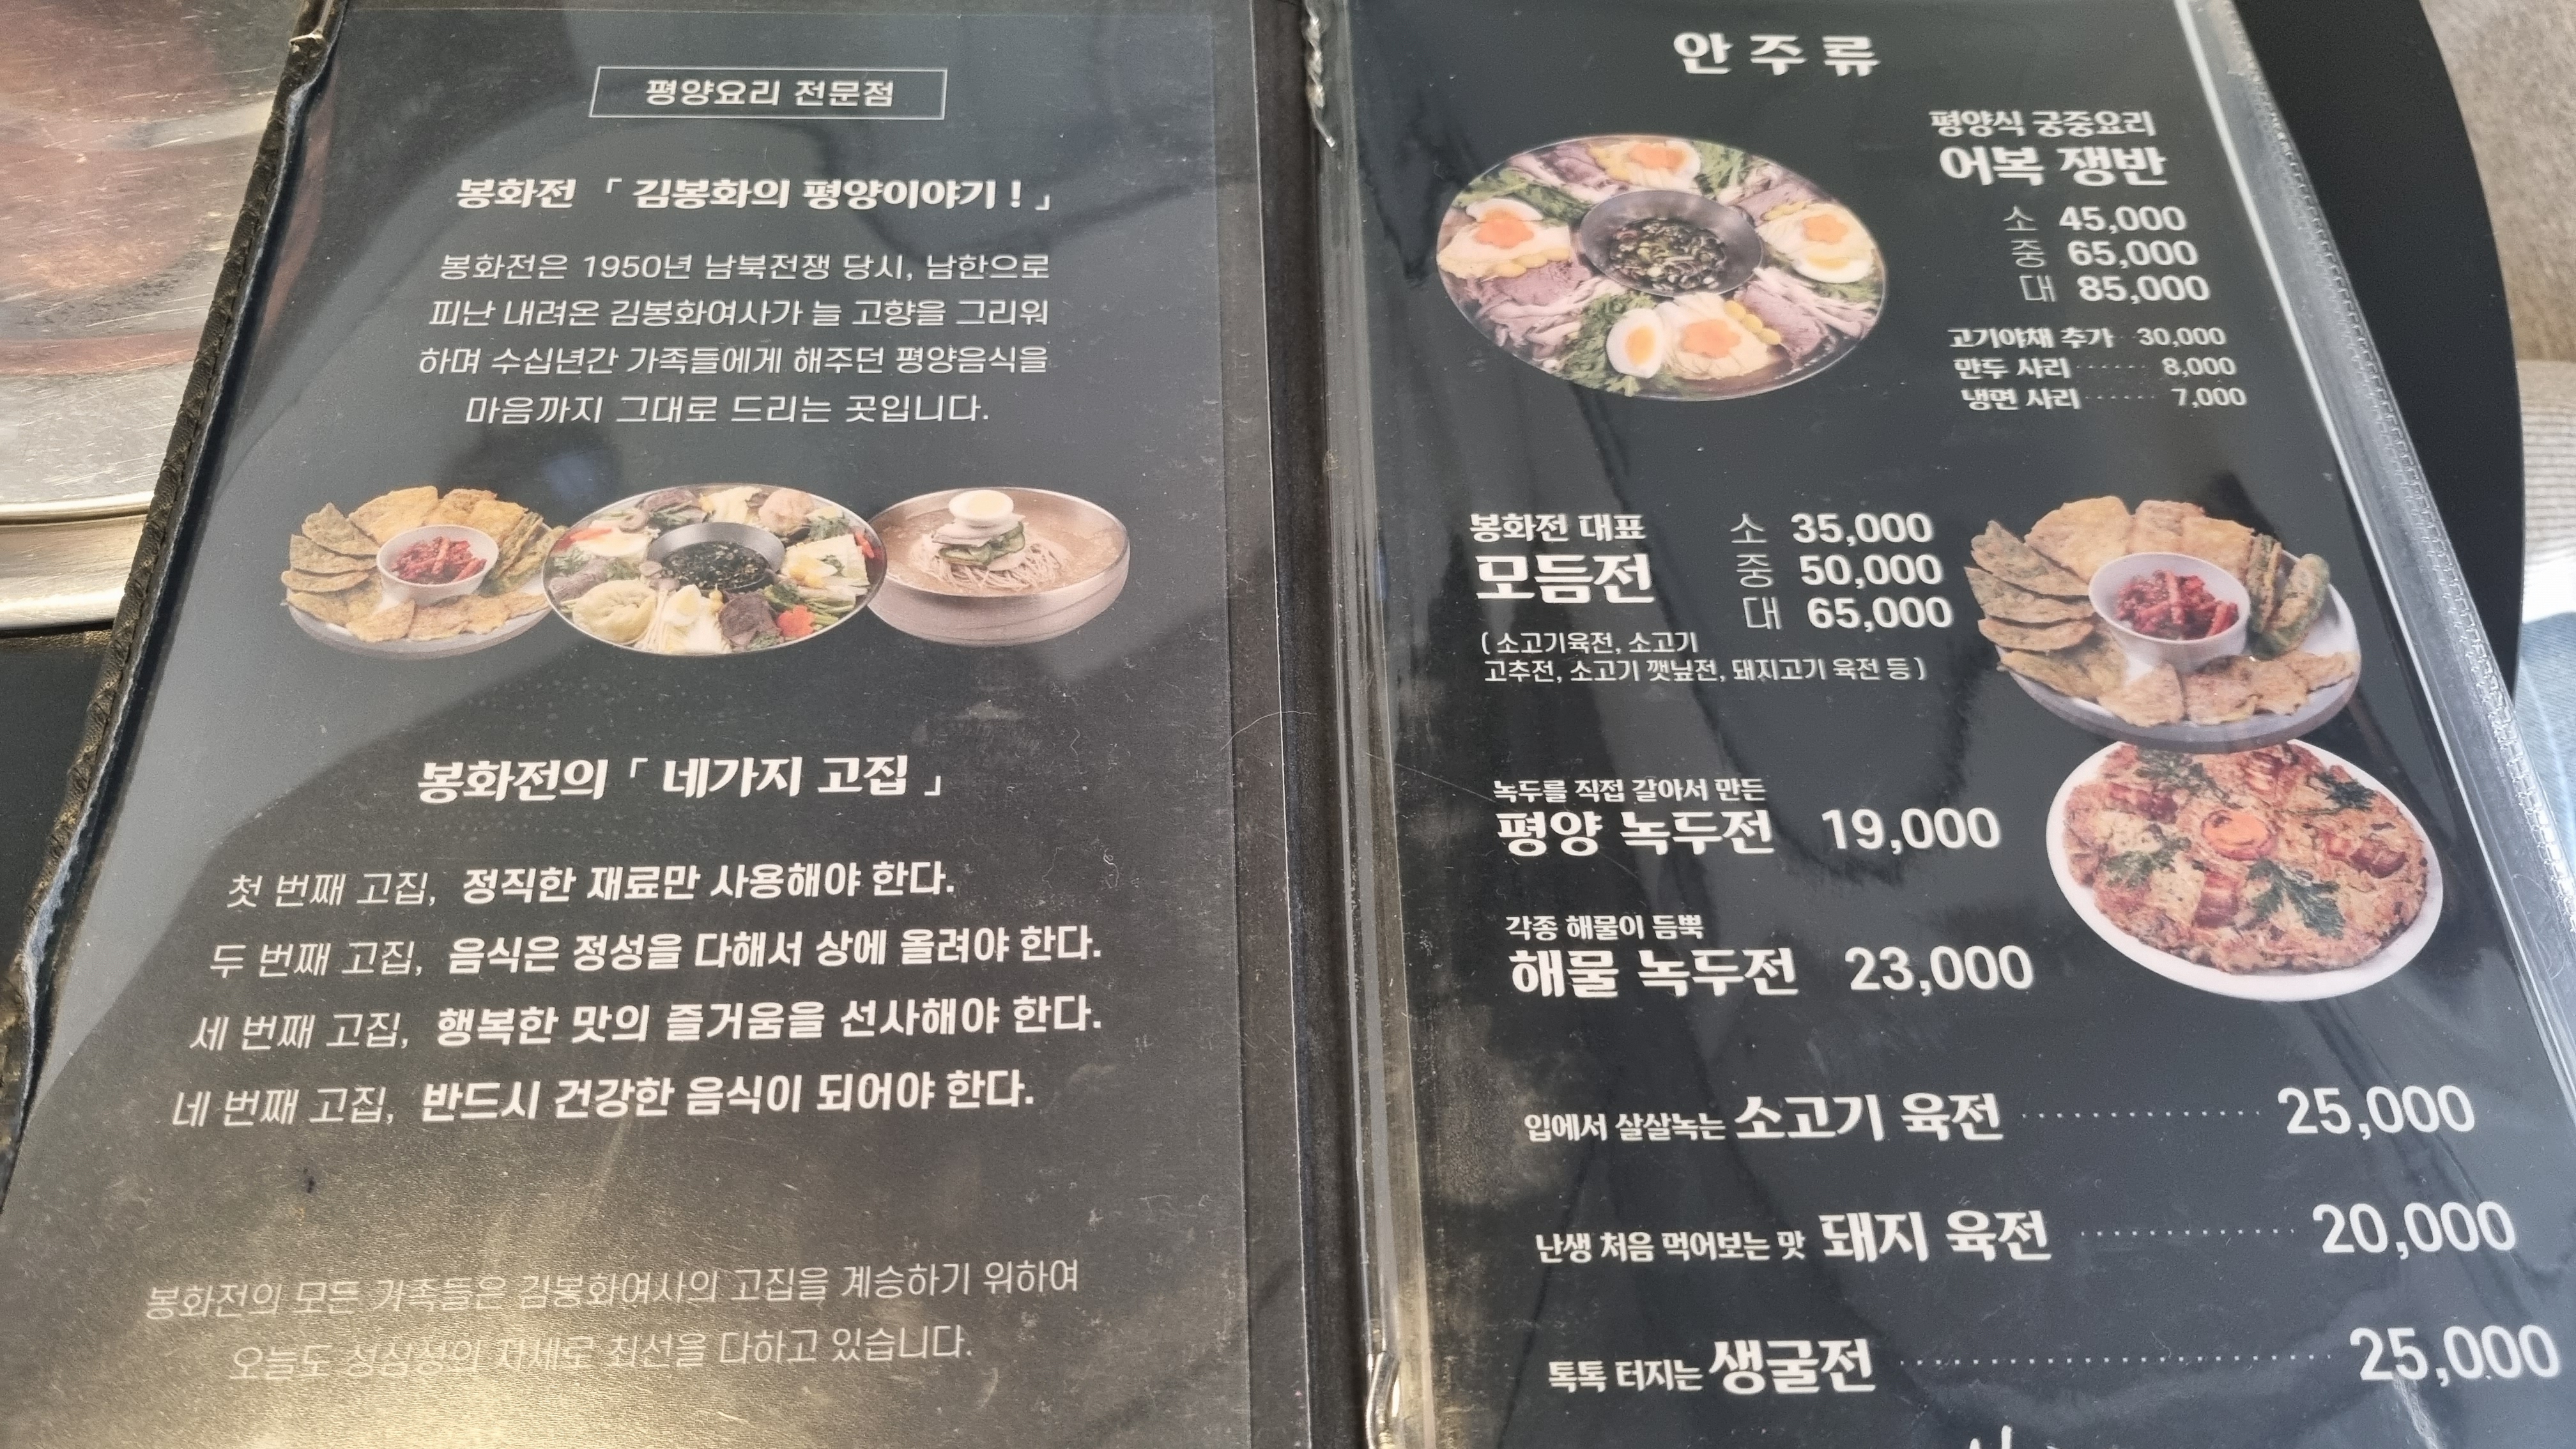 평양요리 전문점
봉화전 「 김봉화의 평양이야기 ! 」
봉화전은 1950년 남북전쟁 당시, 남한으로
피난 내려온 김봉화여사가 늘 고향을 그리워
하며 수십년간 가족들에게 해주던 평양음식을
마음까지 그대로 드리는 곳입니다.
봉화전의 「 네가지 고집 」
첫 번째 고집, 정직한 재료만 사용해야 한다.
두 번째 고집, 음식은 정성을 다해서 상에 올려야 한다.
세 번째 고집, 행복한 맛의 즐거움을 선사해야 한다.
네 번째 고집, 반드시 건강한 음식이 되어야 한다.
봉화전의 모든 가족들은 김봉화여사의 고집을 계승하기 위하여
오늘도 성심성의 자세로 최선을 다하고 있습니다.
안 주 류
평양식 궁중요리
어복 쟁반
소 45,000
중 65,000
대 85,000
고기야채 추가 30,000
만두 사리 ······ 8,000
냉면 사리 ······ 7,000
봉화전 대표
모듬전
소 35,000
중 50,000
대 65,000
( 소고기육전, 소고기
고추전, 소고기 깻닢전, 돼지고기 육전 등 )
녹두를 직접 갈아서 만든
평양 녹두전 19,000
각종 해물이 듬뿍
해물 녹두전 23,000
입에서 살살녹는 소고기 육전 ················ 25,000
난생 처음 먹어보는 맛 돼지 육전 ·············· 20,000
톡톡 터지는 생굴전 ···························· 25,000